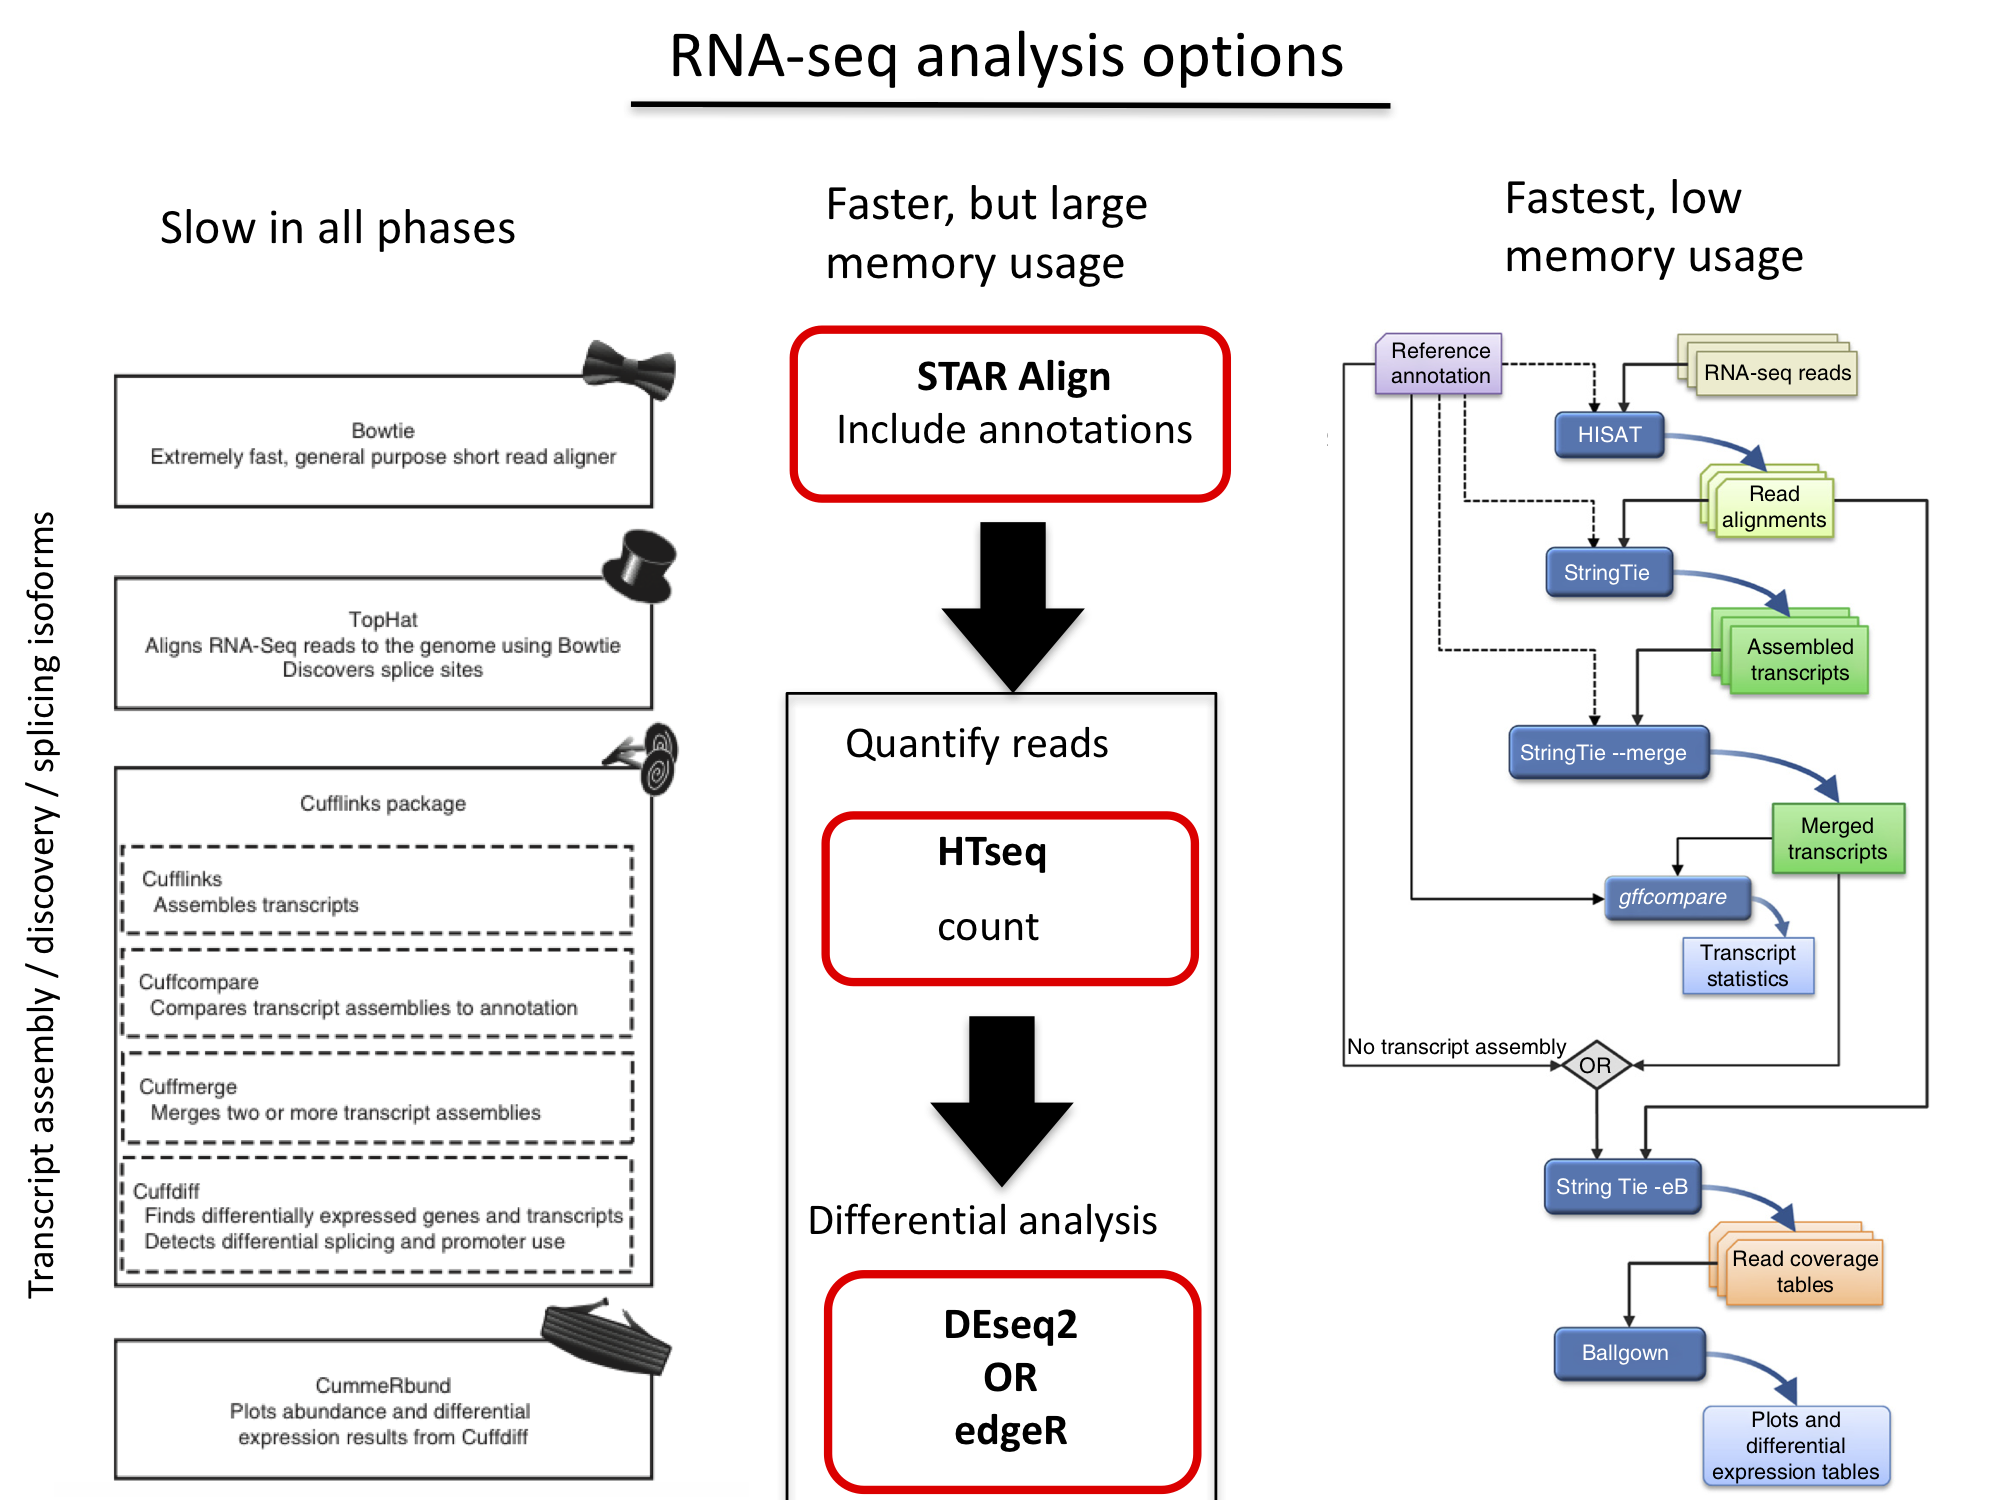 RNA-seq analysis options
Slow in all phases
Transcript assembly / discovery / splicing isoforms
Bowtie
Extremely fast, general purpose short read aligner
TopHat
Aligns RNA-Seq reads to the genome using Bowtie
Discovers splice sites
Cufflinks package
Cufflinks
Assembles transcripts
Cuffcompare
Compares transcript assemblies to annotation
Cuffmerge
Merges two or more transcript assemblies
Cuffdiff
Finds differentially expressed genes and transcripts
Detects differential splicing and promoter use
CummeRbund
Plots abundance and differential
expression results from Cuffdiff
Faster, but large
memory usage
STAR Align
Include annotations
Quantify reads
HTseq
count
Differential analysis
DEseq2
OR
edgeR
Fastest, low
memory usage
Reference
annotation
RNA-seq reads
HISAT
Read
alignments
StringTie
Assembled
transcripts
StringTie --merge
Merged
transcripts
gffcompare
Transcript
statistics
No transcript assembly
OR
String Tie -eB
Read coverage
tables
Ballgown
Plots and
differential
expression tables